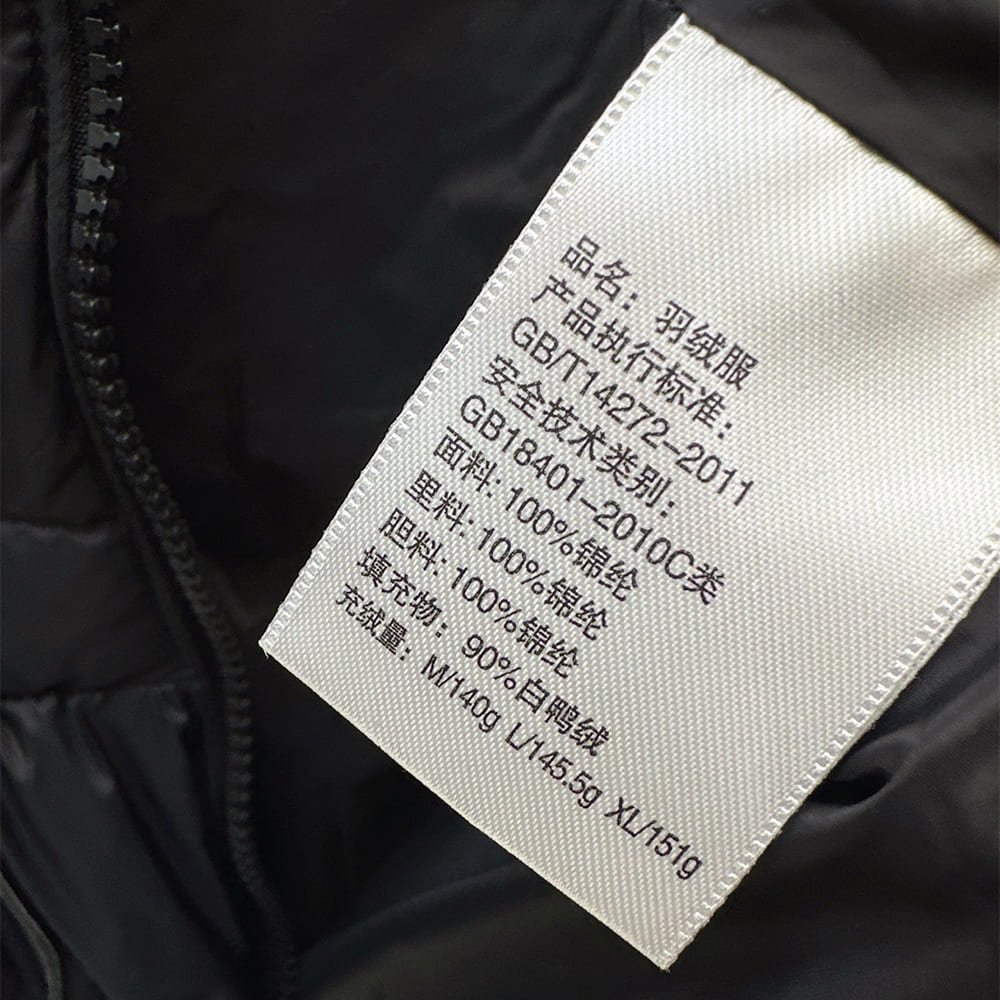 品名：羽绒服
产品执行标准：
GB/T14272-2011
安全技术类别：
GB18401-2010C类
面料: 100%锦纶
里料: 100%锦纶
胆料: 100%锦纶
填充物：90%白鸭绒
充绒量：M/140g L/145.5g XL/151g